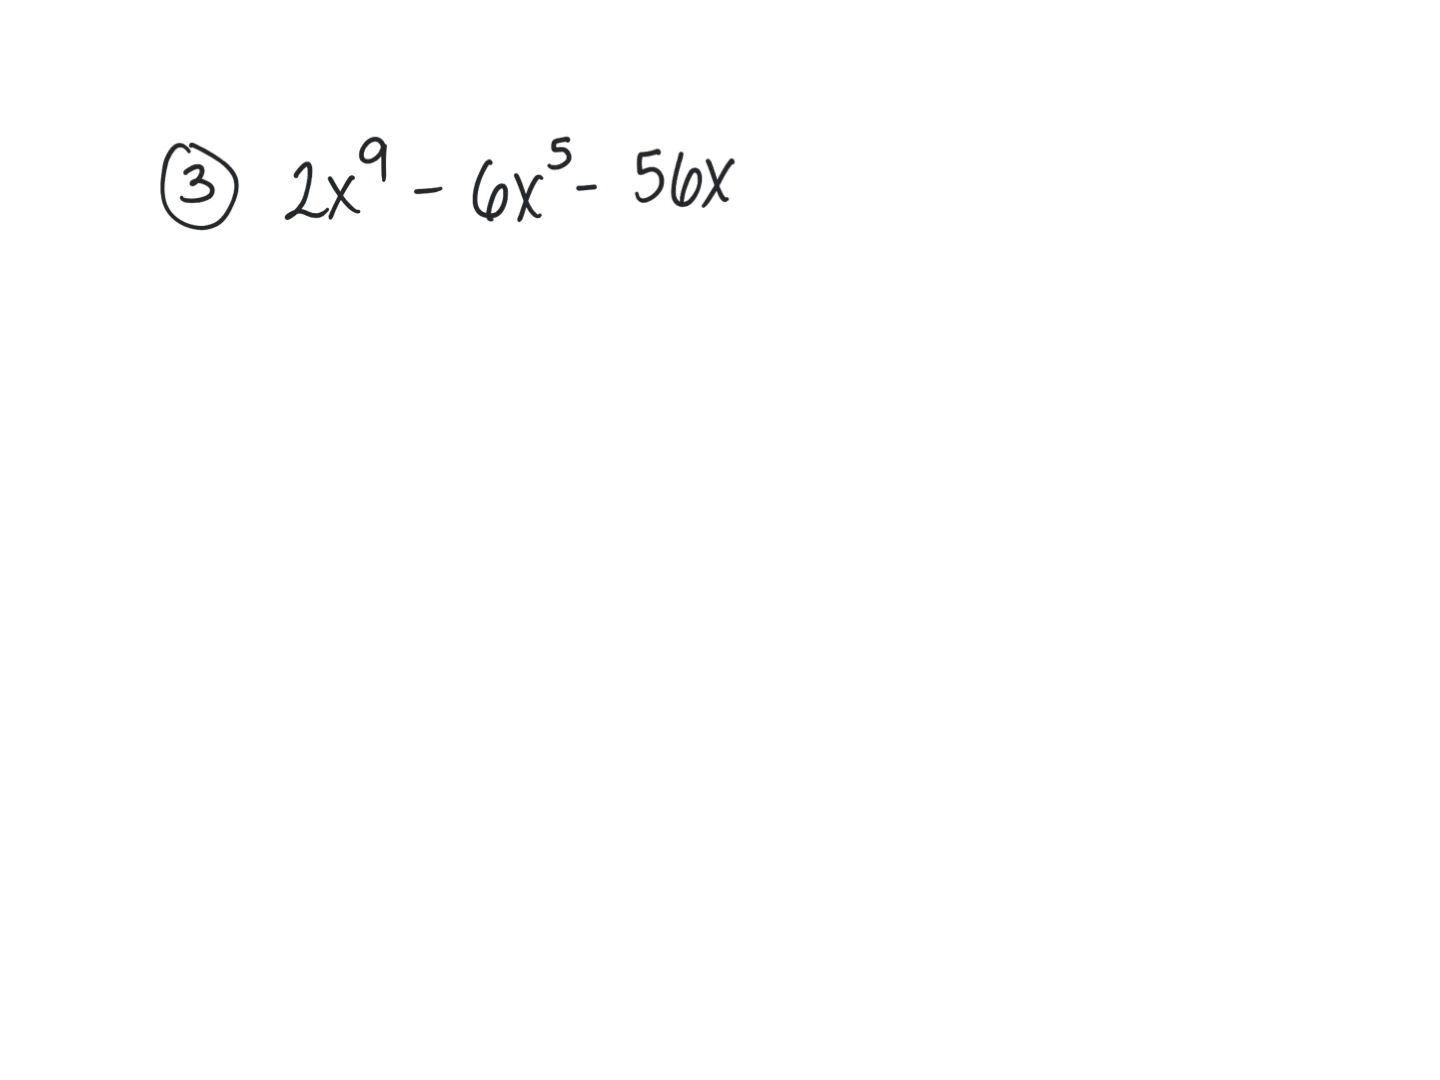 ③ 2x⁹ - 6x⁵ - 56x